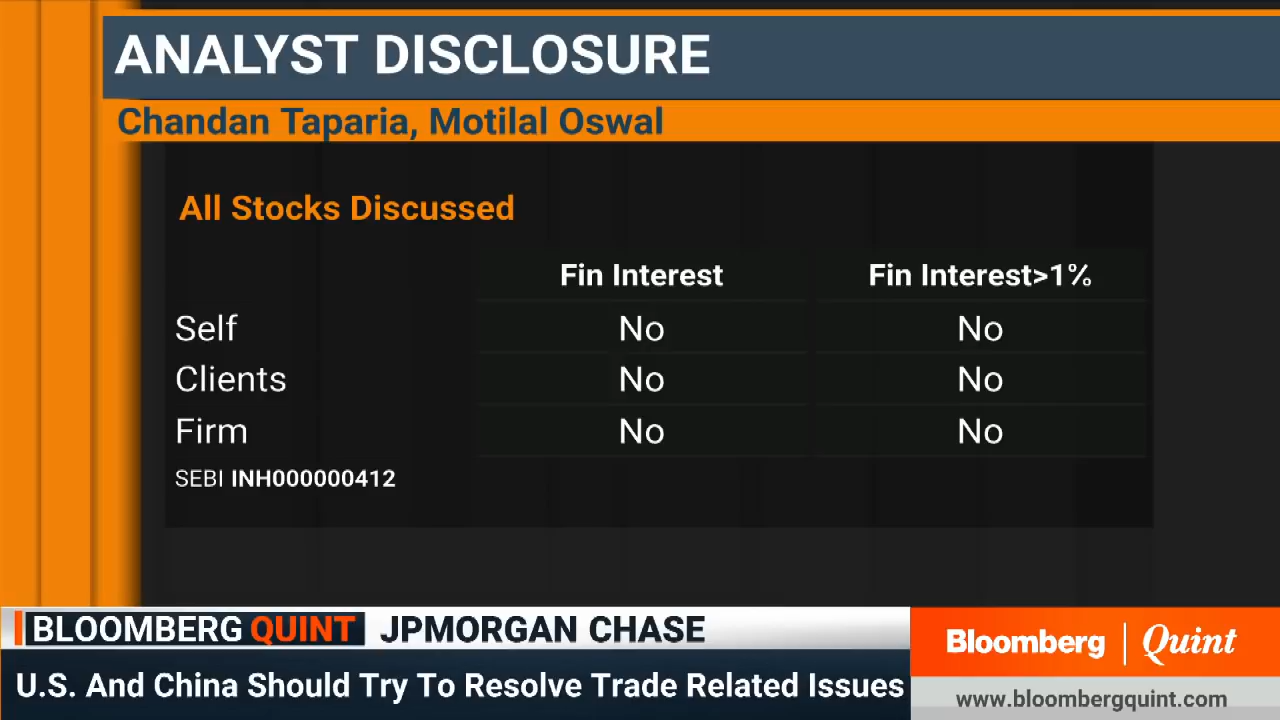 ANALYST DISCLOSURE
Chandan Taparia, Motilal Oswal
All Stocks Discussed
Fin Interest Fin Interest>1%
Self No No
Clients No No
Firm No No
SEBI INH000000412
BLOOMBERG QUINT JPMORGAN CHASE
U.S. And China Should Try To Resolve Trade Related Issues
Bloomberg | Quint
www.bloombergquint.com